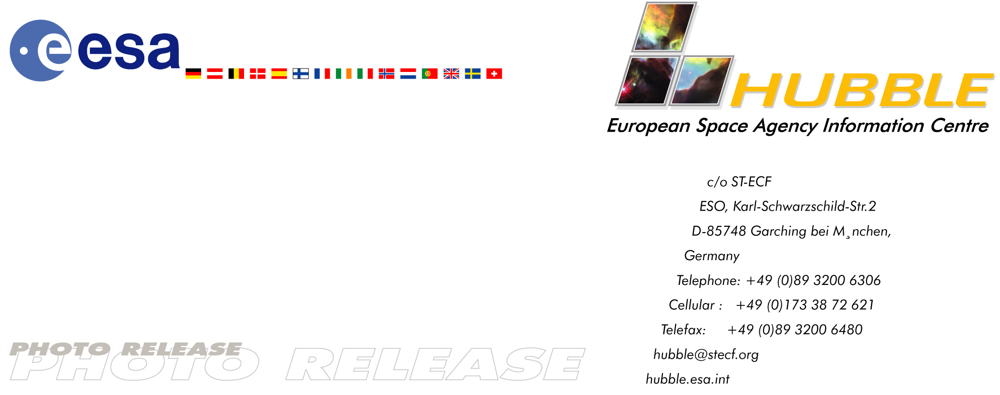 eesa
HUBBLE
European Space Agency Information Centre
c/o ST-ECF
ESO, Karl-Schwarzschild-Str.2
D-85748 Garching bei M¸nchen,
Germany
Telephone: +49 (0)89 3200 6306
Cellular : +49 (0)173 38 72 621
Telefax: +49 (0)89 3200 6480
hubble@stecf.org
hubble.esa.int
PHOTO RELEASE
PHOTO RELEASE